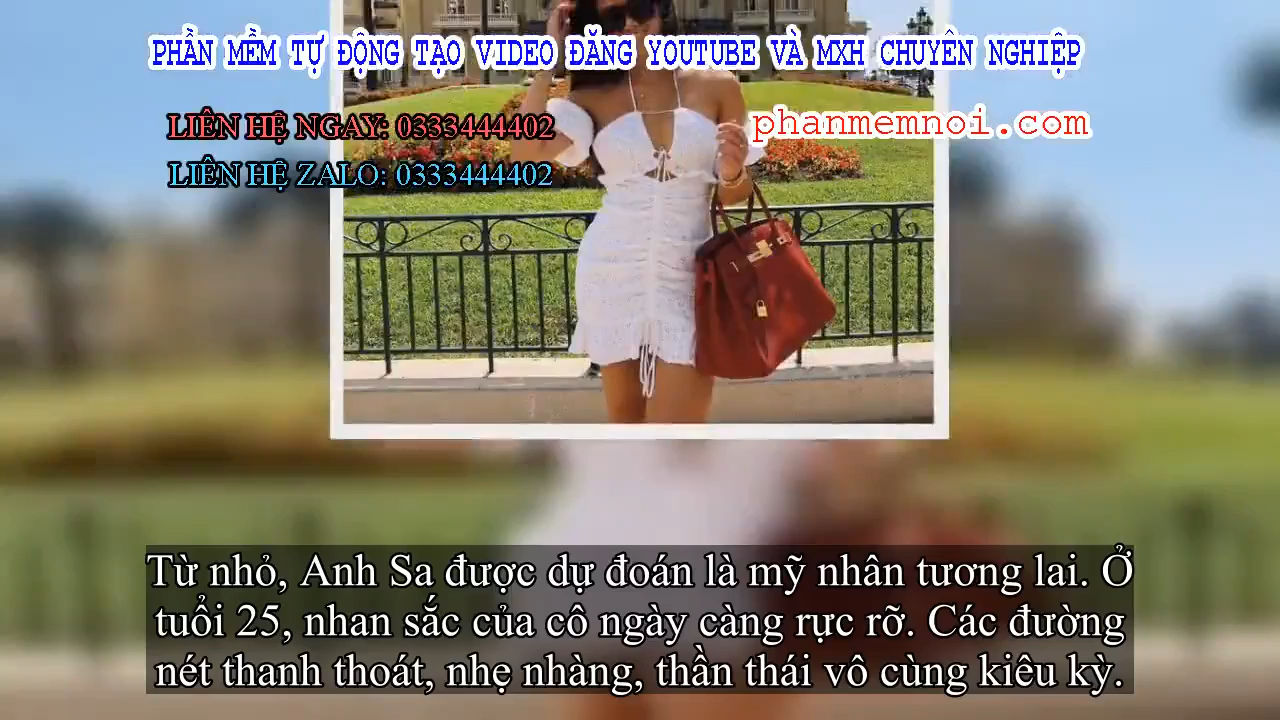 PHẦN MỀM TỰ ĐỘNG TẠO VIDEO ĐĂNG YOUTUBE VÀ MXH CHUYÊN NGHIỆP
LIÊN HỆ NGAY: 0333444402
phanmemnoi.com
LIÊN HỆ ZALO: 0333444402
Từ nhỏ, Anh Sa được dự đoán là mỹ nhân tương lai. Ở
tuổi 25, nhan sắc của cô ngày càng rực rỡ. Các đường
nét thanh thoát, nhẹ nhàng, thần thái vô cùng kiêu kỳ.